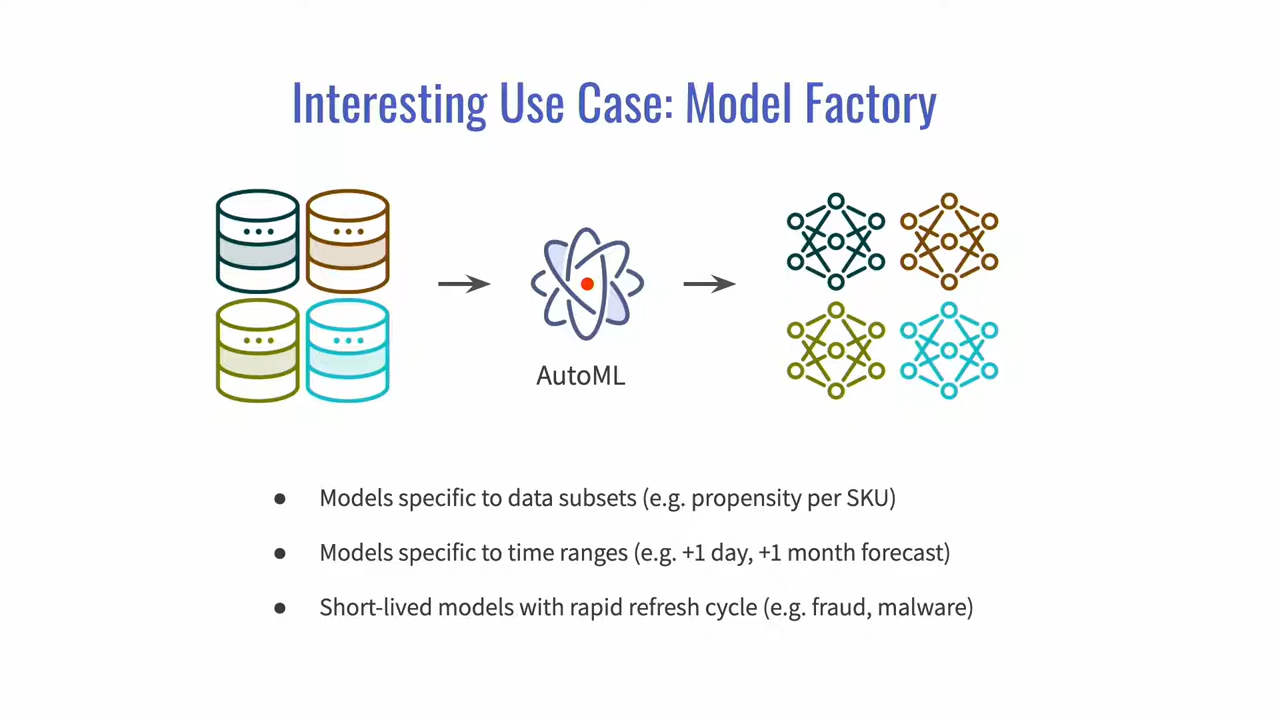 Interesting Use Case: Model Factory
AutoML
● Models specific to data subsets (e.g. propensity per SKU)
● Models specific to time ranges (e.g. +1 day, +1 month forecast)
● Short-lived models with rapid refresh cycle (e.g. fraud, malware)